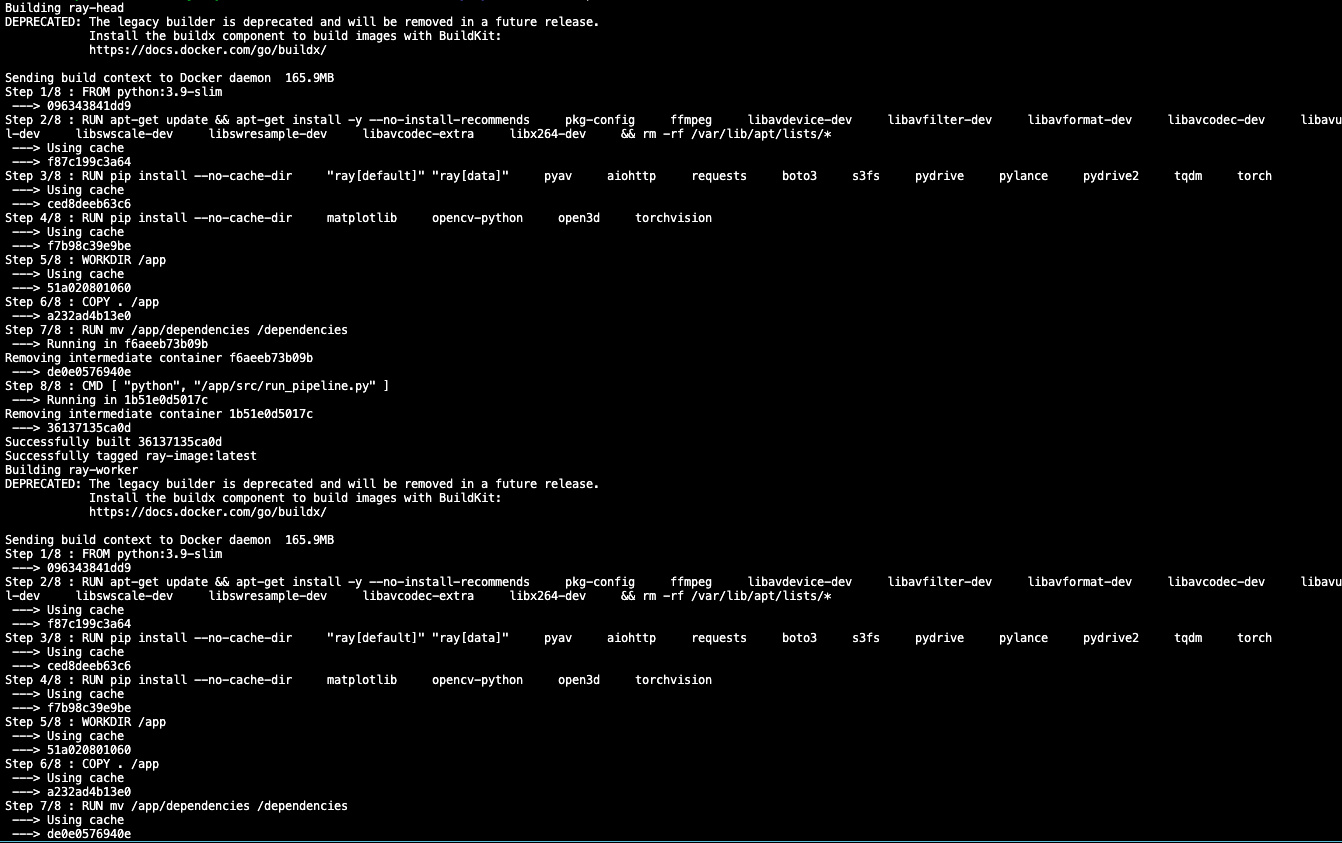 Building ray-head
DEPRECATED: The legacy builder is deprecated and will be removed in a future release.
            Install the buildx component to build images with BuildKit:
            https://docs.docker.com/go/buildx/
Sending build context to Docker daemon  165.9MB
Step 1/8 : FROM python:3.9-slim
 ---> 096343841dd9
Step 2/8 : RUN apt-get update && apt-get install -y --no-install-recommends     pkg-config     ffmpeg     libavdevice-dev     libavfilter-dev     libavformat-dev     libavcodec-dev     libavu
l-dev     libswscale-dev     libswresample-dev     libavcodec-extra     libx264-dev     && rm -rf /var/lib/apt/lists/*
 ---> Using cache
 ---> f87c199c3a64
Step 3/8 : RUN pip install --no-cache-dir     "ray[default]" "ray[data]"     pyav     aiohttp     requests     boto3     s3fs     pydrive     pylance     pydrive2     tqdm     torch
 ---> Using cache
 ---> ced8deeb63c6
Step 4/8 : RUN pip install --no-cache-dir     matplotlib     opencv-python     open3d     torchvision
 ---> Using cache
 ---> f7b98c39e9be
Step 5/8 : WORKDIR /app
 ---> Using cache
 ---> 51a020801060
Step 6/8 : COPY . /app
 ---> a232ad4b13e0
Step 7/8 : RUN mv /app/dependencies /dependencies
 ---> Running in f6aeeb73b09b
Removing intermediate container f6aeeb73b09b
 ---> de0e0576940e
Step 8/8 : CMD [ "python", "/app/src/run_pipeline.py" ]
 ---> Running in 1b51e0d5017c
Removing intermediate container 1b51e0d5017c
 ---> 36137135ca0d
Successfully built 36137135ca0d
Successfully tagged ray-image:latest
Building ray-worker
DEPRECATED: The legacy builder is deprecated and will be removed in a future release.
            Install the buildx component to build images with BuildKit:
            https://docs.docker.com/go/buildx/
Sending build context to Docker daemon  165.9MB
Step 1/8 : FROM python:3.9-slim
 ---> 096343841dd9
Step 2/8 : RUN apt-get update && apt-get install -y --no-install-recommends     pkg-config     ffmpeg     libavdevice-dev     libavfilter-dev     libavformat-dev     libavcodec-dev     libavu
l-dev     libswscale-dev     libswresample-dev     libavcodec-extra     libx264-dev     && rm -rf /var/lib/apt/lists/*
 ---> Using cache
 ---> f87c199c3a64
Step 3/8 : RUN pip install --no-cache-dir     "ray[default]" "ray[data]"     pyav     aiohttp     requests     boto3     s3fs     pydrive     pylance     pydrive2     tqdm     torch
 ---> Using cache
 ---> ced8deeb63c6
Step 4/8 : RUN pip install --no-cache-dir     matplotlib     opencv-python     open3d     torchvision
 ---> Using cache
 ---> f7b98c39e9be
Step 5/8 : WORKDIR /app
 ---> Using cache
 ---> 51a020801060
Step 6/8 : COPY . /app
 ---> Using cache
 ---> a232ad4b13e0
Step 7/8 : RUN mv /app/dependencies /dependencies
 ---> Using cache
 ---> de0e0576940e